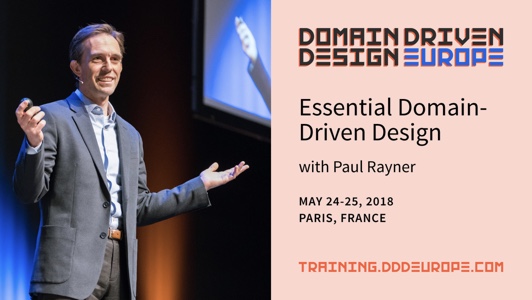 DOMAIN DRIVEN
DESIGN EUROPE
Essential Domain-
Driven Design
with Paul Rayner
MAY 24-25, 2018
PARIS, FRANCE
TRAINING.DDDEUROPE.COM